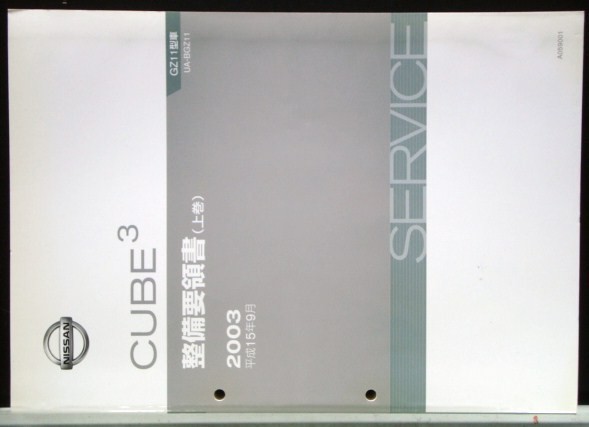 NISSAN
CUBE³
GZ11型車
UA-BGZ11
整備要領書(上巻)
2003
平成15年9月
SERVICE
A059001